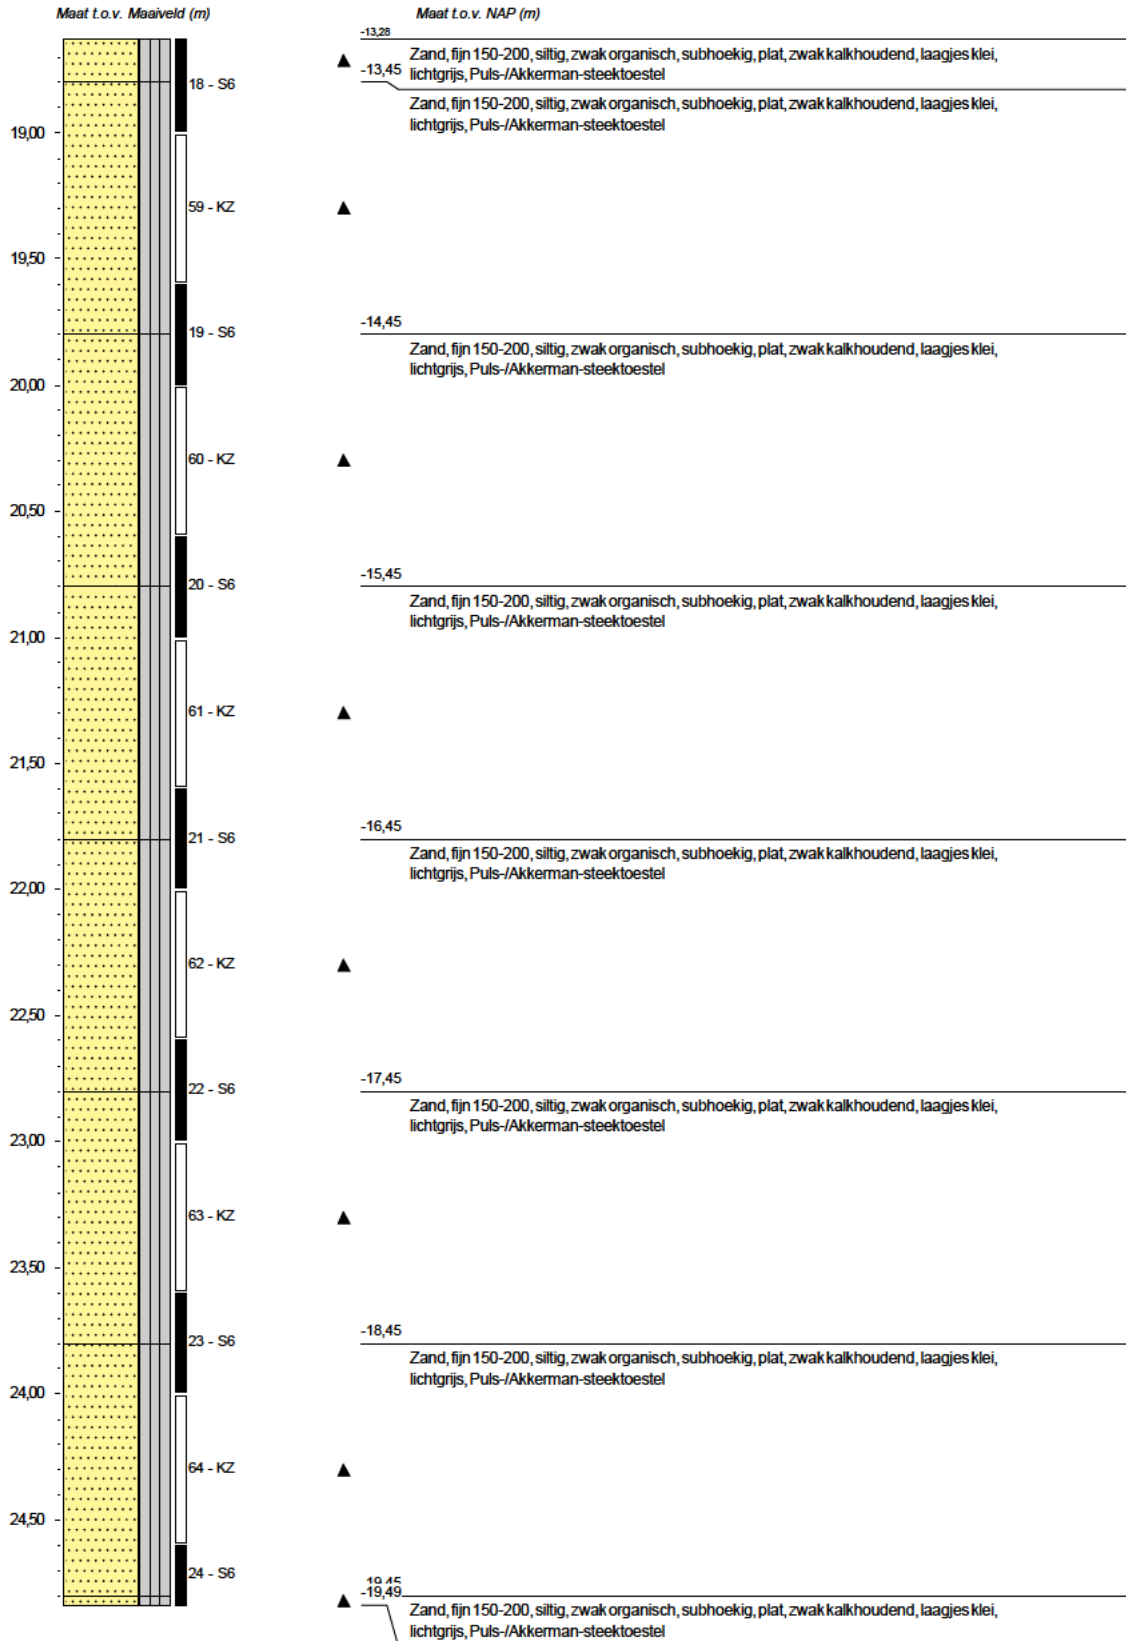 Maat t.o.v. Maaiveld (m)
Maat t.o.v. NAP (m)
-13,28
Zand, fijn 150-200, siltig, zwak organisch, subhoekig, plat, zwak kalkhoudend, laagjes klei,
lichtgrijs, Puls-/Akkerman-steektoestel
-13,45
18 - S6
Zand, fijn 150-200, siltig, zwak organisch, subhoekig, plat, zwak kalkhoudend, laagjes klei,
lichtgrijs, Puls-/Akkerman-steektoestel
19,00
59 - KZ
19,50
-14,45
19 - S6
Zand, fijn 150-200, siltig, zwak organisch, subhoekig, plat, zwak kalkhoudend, laagjes klei,
lichtgrijs, Puls-/Akkerman-steektoestel
20,00
60 - KZ
20,50
-15,45
20 - S6
Zand, fijn 150-200, siltig, zwak organisch, subhoekig, plat, zwak kalkhoudend, laagjes klei,
lichtgrijs, Puls-/Akkerman-steektoestel
21,00
61 - KZ
21,50
-16,45
21 - S6
Zand, fijn 150-200, siltig, zwak organisch, subhoekig, plat, zwak kalkhoudend, laagjes klei,
lichtgrijs, Puls-/Akkerman-steektoestel
22,00
62 - KZ
22,50
-17,45
22 - S6
Zand, fijn 150-200, siltig, zwak organisch, subhoekig, plat, zwak kalkhoudend, laagjes klei,
lichtgrijs, Puls-/Akkerman-steektoestel
23,00
63 - KZ
23,50
-18,45
23 - S6
Zand, fijn 150-200, siltig, zwak organisch, subhoekig, plat, zwak kalkhoudend, laagjes klei,
lichtgrijs, Puls-/Akkerman-steektoestel
24,00
64 - KZ
24,50
24 - S6
-19,45
-19,49
Zand, fijn 150-200, siltig, zwak organisch, subhoekig, plat, zwak kalkhoudend, laagjes klei,
lichtgrijs, Puls-/Akkerman-steektoestel